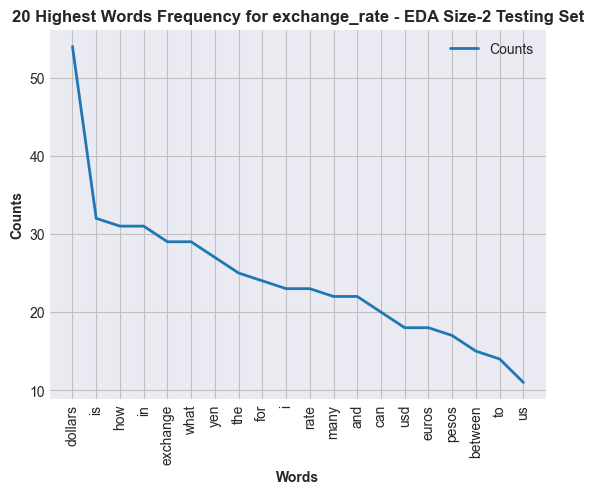 20 Highest Words Frequency for exchange_rate - EDA Size-2 Testing Set
Counts
50
40
30
20
10
Counts
dollars
is
how
in
exchange
what
yen
the
for
i
rate
many
and
can
usd
euros
pesos
between
to
us
Words